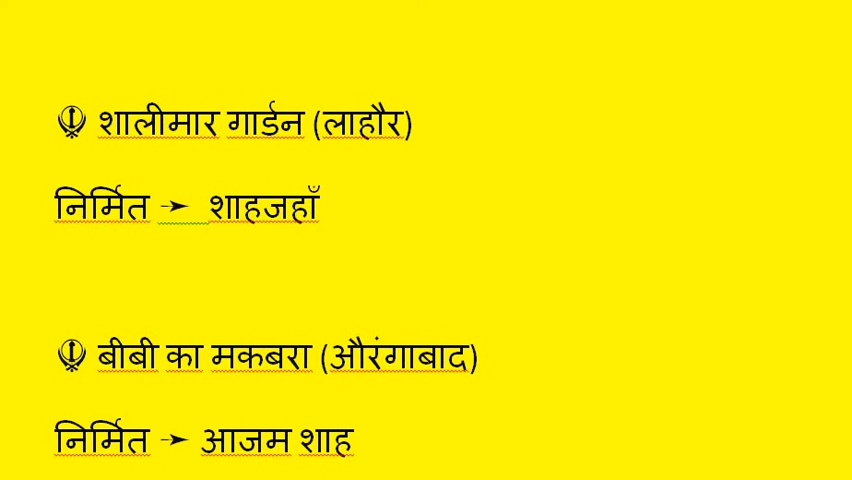 ☬ शालीमार गार्डन (लाहौर)
निर्मित ➛ शाहजहाँ
☬ बीबी का मकबरा (औरंगाबाद)
निर्मित ➛ आजम शाह